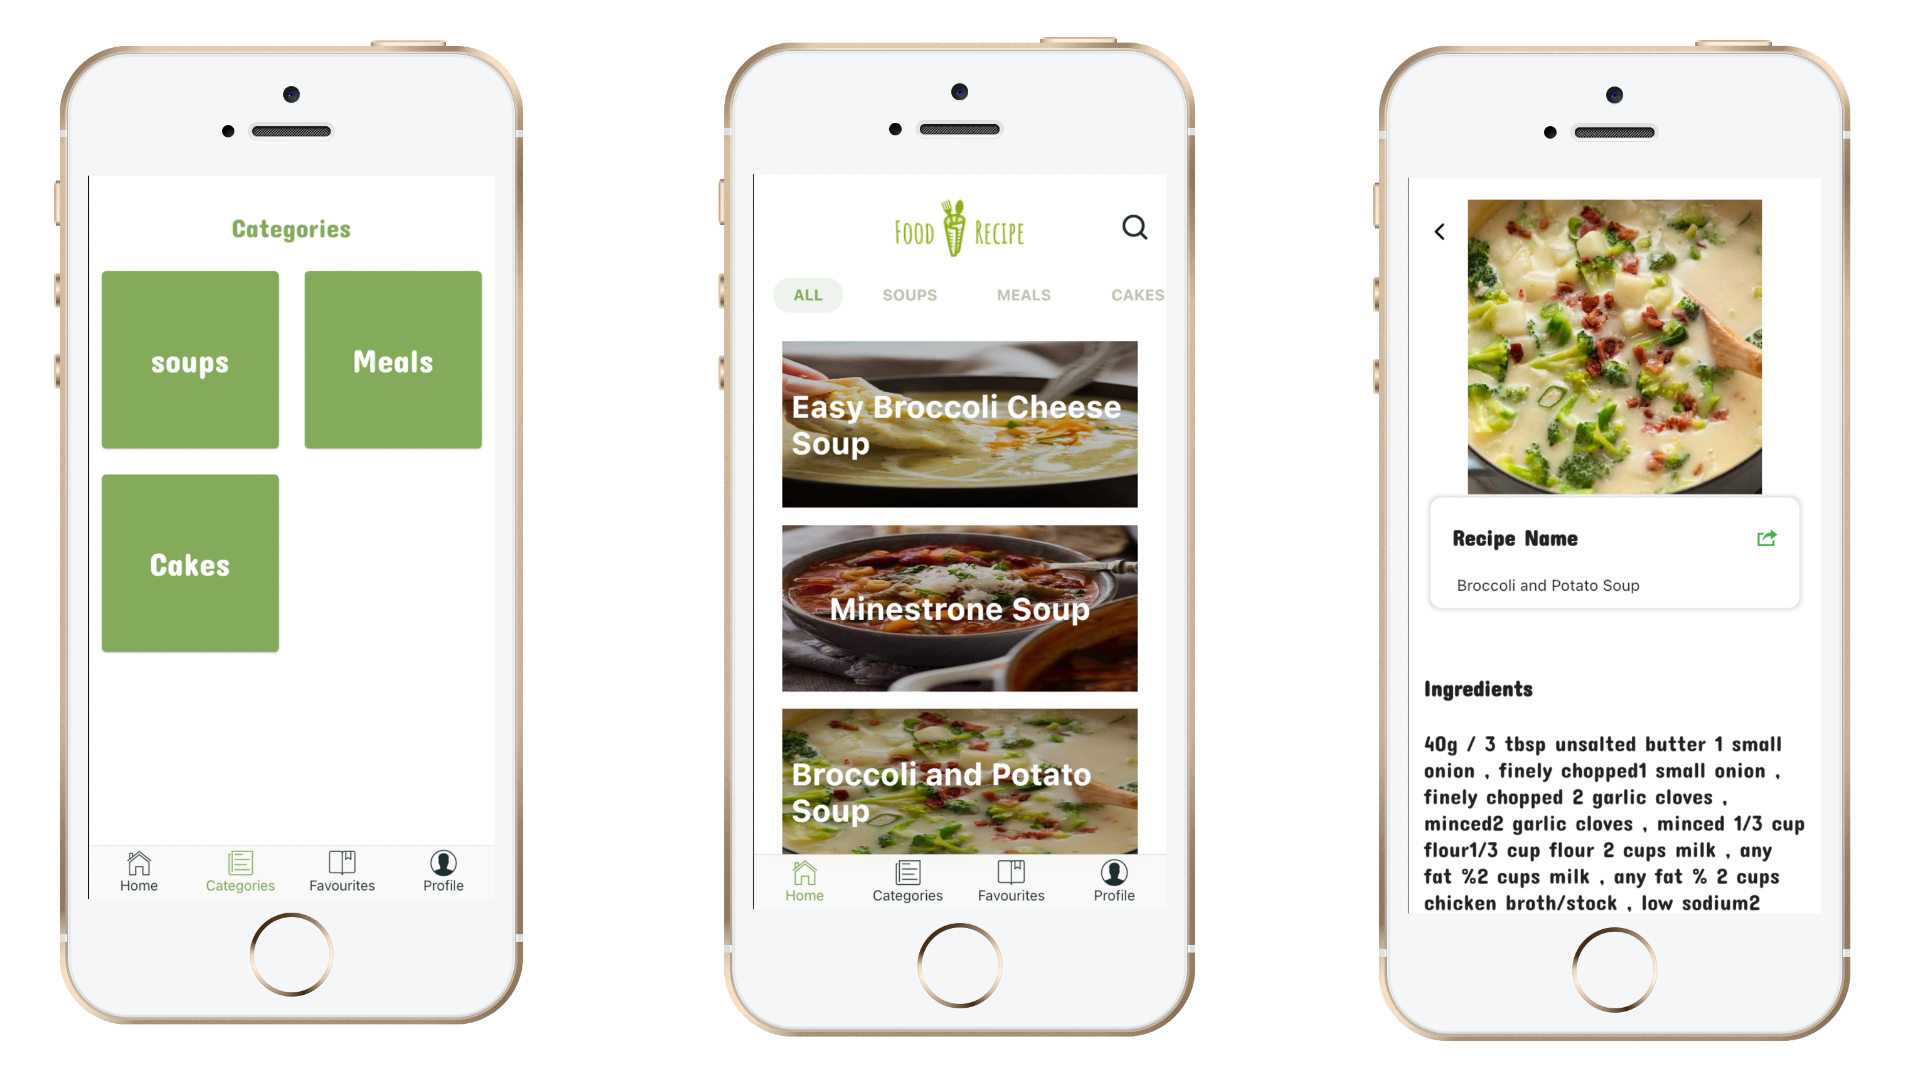 Categories
soups
Meals
Cakes
Home
Categories
Favourites
Profile
FOOD RECIPE
ALL
SOUPS
MEALS
CAKES
Easy Broccoli Cheese
Soup
Minestrone Soup
Broccoli and Potato
Soup
Home
Categories
Favourites
Profile
Recipe Name
Broccoli and Potato Soup
Ingredients
40g / 3 tbsp unsalted butter 1 small
onion , finely chopped1 small onion ,
finely chopped 2 garlic cloves ,
minced2 garlic cloves , minced 1/3 cup
flour1/3 cup flour 2 cups milk , any
fat %2 cups milk , any fat % 2 cups
chicken broth/stock , low sodium2